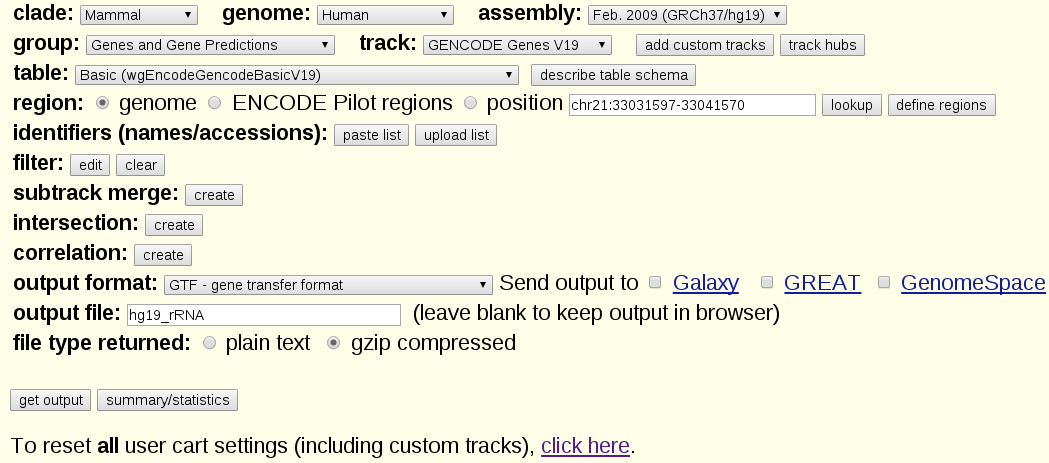 clade: Mammal genome: Human assembly: Feb. 2009 (GRCh37/hg19)
group: Genes and Gene Predictions track: GENCODE Genes V19 add custom tracks track hubs
table: Basic (wgEncodeGencodeBasicV19) describe table schema
region: genome ENCODE Pilot regions position chr21:33031597-33041570 lookup define regions
identifiers (names/accessions): paste list upload list
filter: edit clear
subtrack merge: create
intersection: create
correlation: create
output format: GTF - gene transfer format Send output to Galaxy GREAT GenomeSpace
output file: hg19_rRNA (leave blank to keep output in browser)
file type returned: plain text gzip compressed
get output summary/statistics
To reset all user cart settings (including custom tracks), click here.